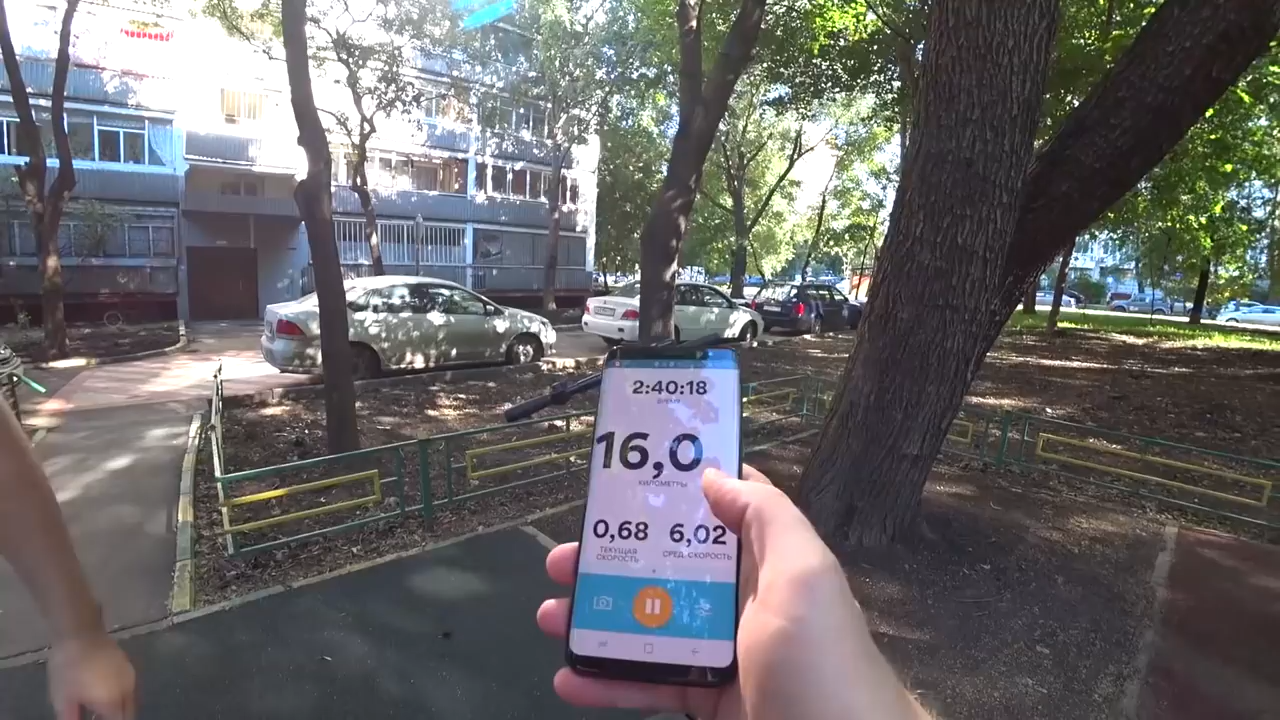 2:40:18
ВРЕМЯ
16,0
КИЛОМЕТРЫ
0,68 6,02
ТЕКУЩАЯ СРЕД. СКОРОСТЬ
СКОРОСТЬ